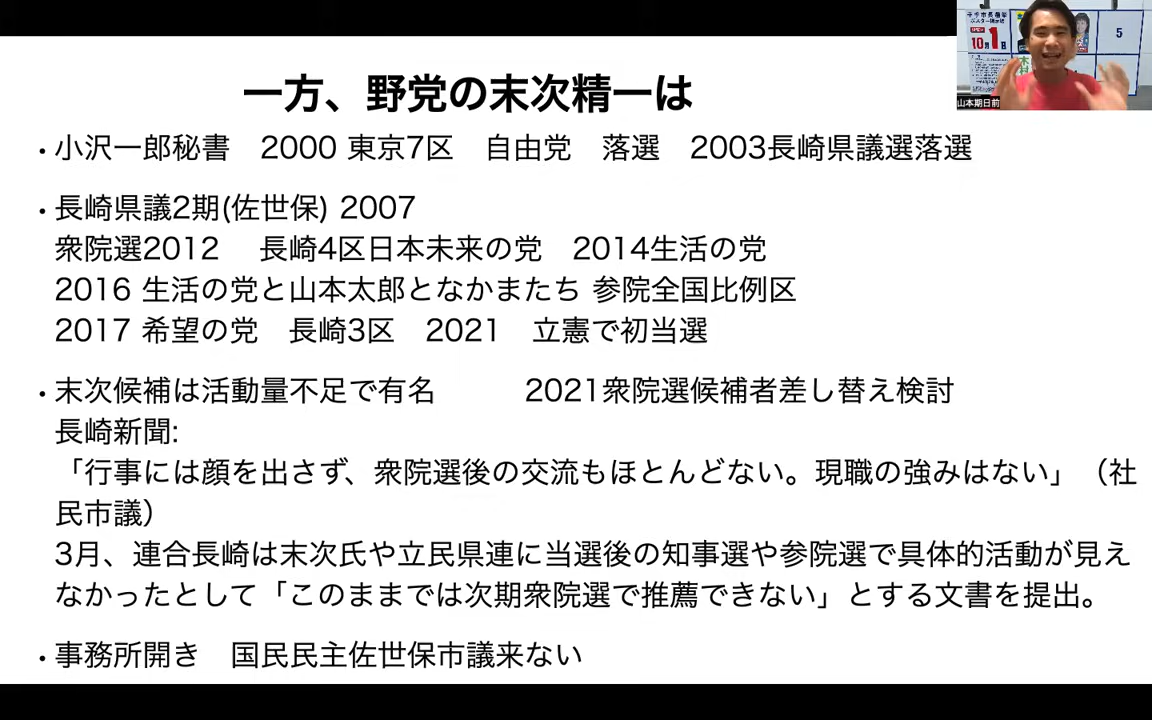 一方、野党の末次精一は
・小沢一郎秘書　2000 東京7区　自由党　落選　2003長崎県議選落選
・長崎県議2期(佐世保) 2007
衆院選2012　 長崎4区日本未来の党　2014生活の党
2016 生活の党と山本太郎となかまたち 参院全国比例区
2017 希望の党　長崎3区　2021　立憲で初当選
・末次候補は活動量不足で有名　　　2021衆院選候補者差し替え検討
長崎新聞:
「行事には顔を出さず、衆院選後の交流もほとんどない。現職の強みはない」（社
民市議）
3月、連合長崎は末次氏や立民県連に当選後の知事選や参院選で具体的活動が見え
なかったとして「このままでは次期衆院選で推薦できない」とする文書を提出。
・事務所開き　国民民主佐世保市議来ない
10月1日
5
山本期日前